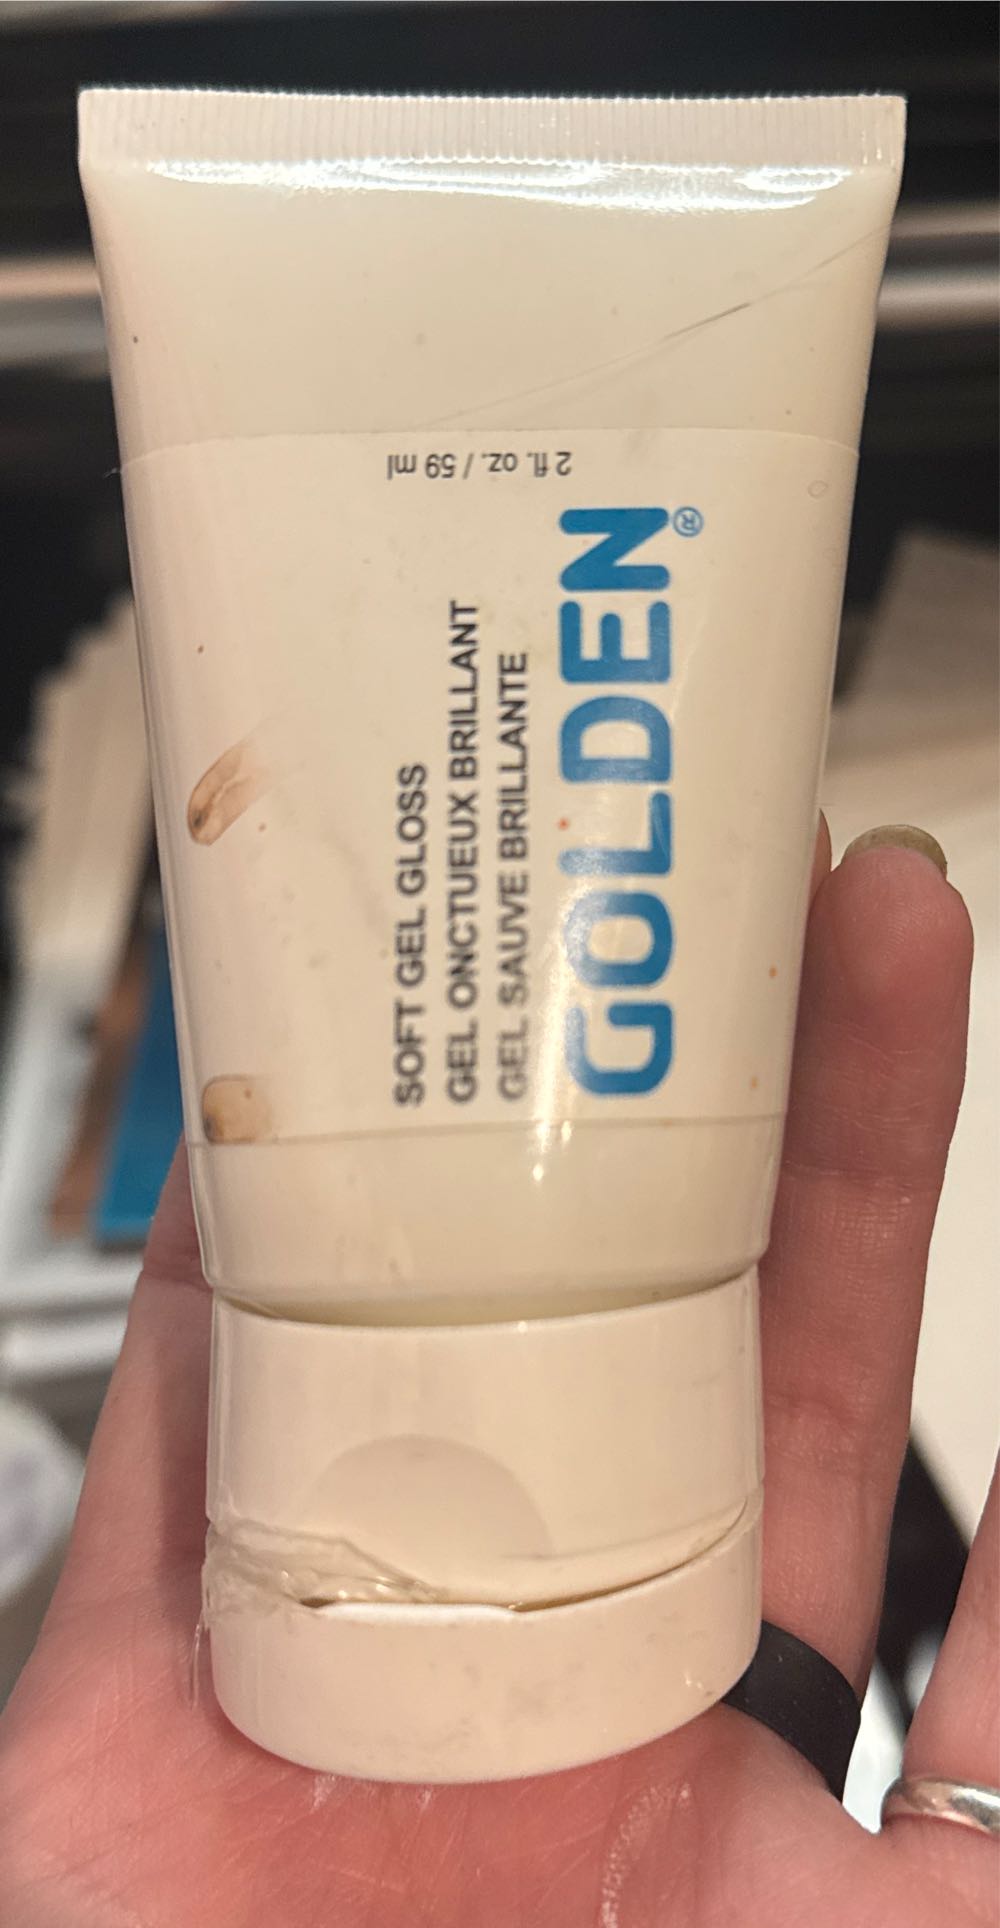 GOLDEN®
SOFT GEL GLOSS
GEL ONCTUEUX BRILLANT
GEL SAUVE BRILLANTE
2 fl. oz. / 59 ml